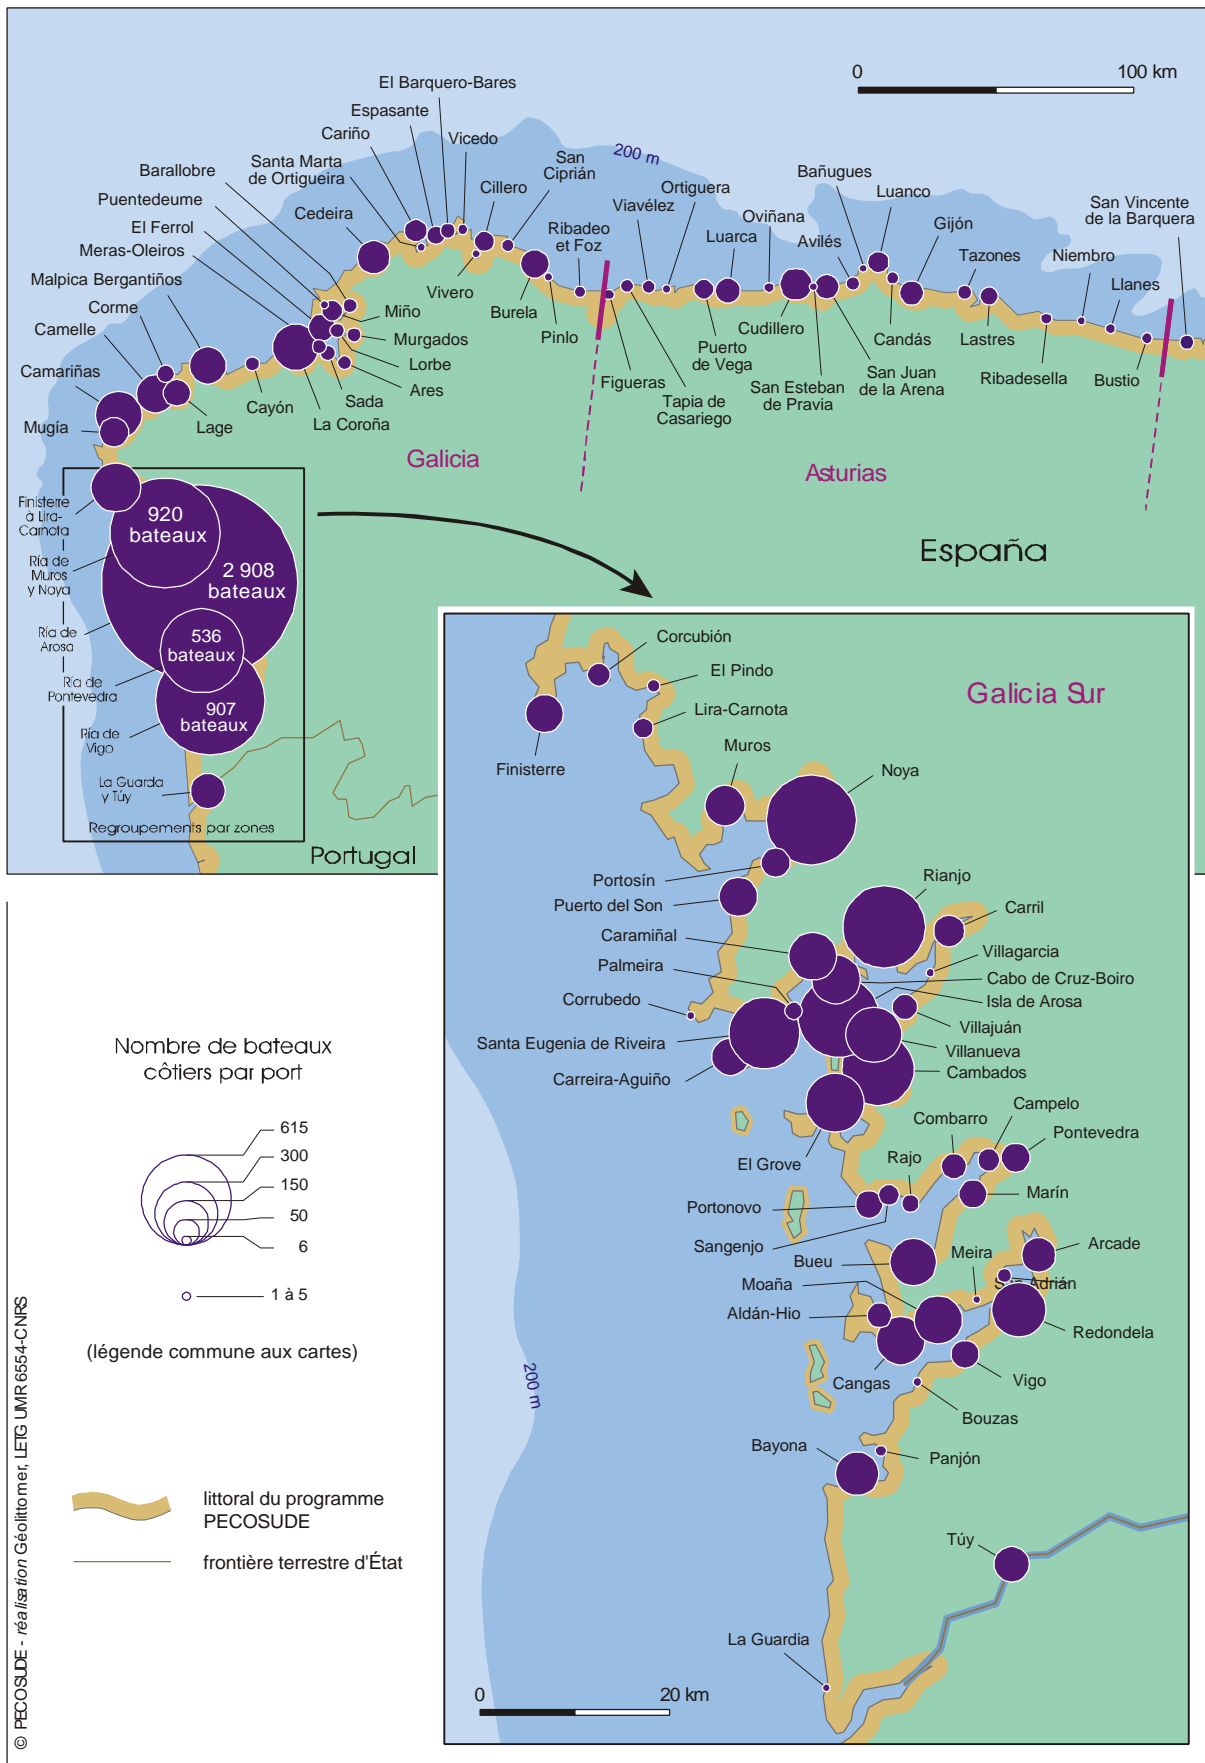 0
100 km
El Barquero-Bares
Espasante
Cariño
Vicedo
Santa Marta
de Ortigueira
San
Ciprián
200 m
Barallobre
Cillero
Bañugues
Puentedeume
Ortiguera
Luanco
San Vincente
de la Barquera
Cedeira
Viavélez
El Ferrol
Ribadeo
et Foz
Oviñana
Gijón
Meras-Oleiros
Luarca
Avilés
Tazones
Niembro
Malpica Bergantiños
Vivero
Llanes
Corme
Miño
Burela
Camelle
Pinlo
Cudillero
Candás
Murgados
Puerto
de Vega
Lastres
Camariñas
Lorbe
Figueras
San Esteban
de Pravia
San Juan
de la Arena
Ribadesella
Bustio
Ares
Tapia de
Casariego
Cayón
Sada
Mugía
Lage
La Coroña
Galicia
Asturias
Finisterre
à Lira-
Carnota
920
bateaux
España
Ría de
Muros
y Noya
2 908
bateaux
Ría de
Arosa
536
bateaux
Ría de
Pontevedra
907
bateaux
Ría de
Vigo
La Guarda
y Túy
Regroupements par zones
Portugal
Corcubión
El Pindo
Galicia Sur
Lira-Carnota
Finisterre
Muros
Noya
Portosín
Rianjo
Puerto del Son
Carril
Caramiñal
Villagarcia
Palmeira
Cabo de Cruz-Boiro
Corrubedo
Isla de Arosa
Villajuán
Santa Eugenia de Riveira
Villanueva
Carreira-Aguiño
Cambados
Campelo
Combarro
Pontevedra
El Grove
Rajo
Portonovo
Marín
Sangenjo
Arcade
Bueu
Meira
Moaña
San Adrián
Aldán-Hio
Redondela
Cangas
Vigo
Bouzas
Bayona
Panjón
200 m
Túy
La Guardia
0
20 km
Nombre de bateaux
côtiers par port
615
300
150
50
6
1 à 5
(légende commune aux cartes)
littoral du programme
PECOSUDE
frontière terrestre d'État
© PECOSUDE - réalisation Géolittomer, LETG UMR 6554-CNRS